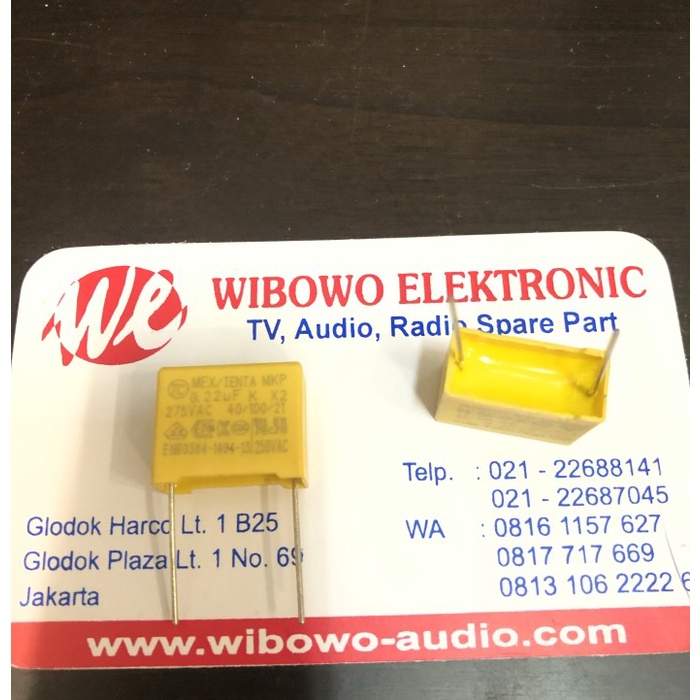 We
WIBOWO ELEKTRONIC
TV, Audio, Radio Spare Part
MEX/TENTA MKP
0.22µF K X2
275VAC 40/100/21
250VAC
Telp. : 021 - 22688141
021 - 22687045
WA : 0816 1157 627
0817 717 669
0813 106 2222 6
Glodok Harco Lt. 1 B25
Glodok Plaza Lt. 1 No. 69
Jakarta
www.wibowo-audio.com